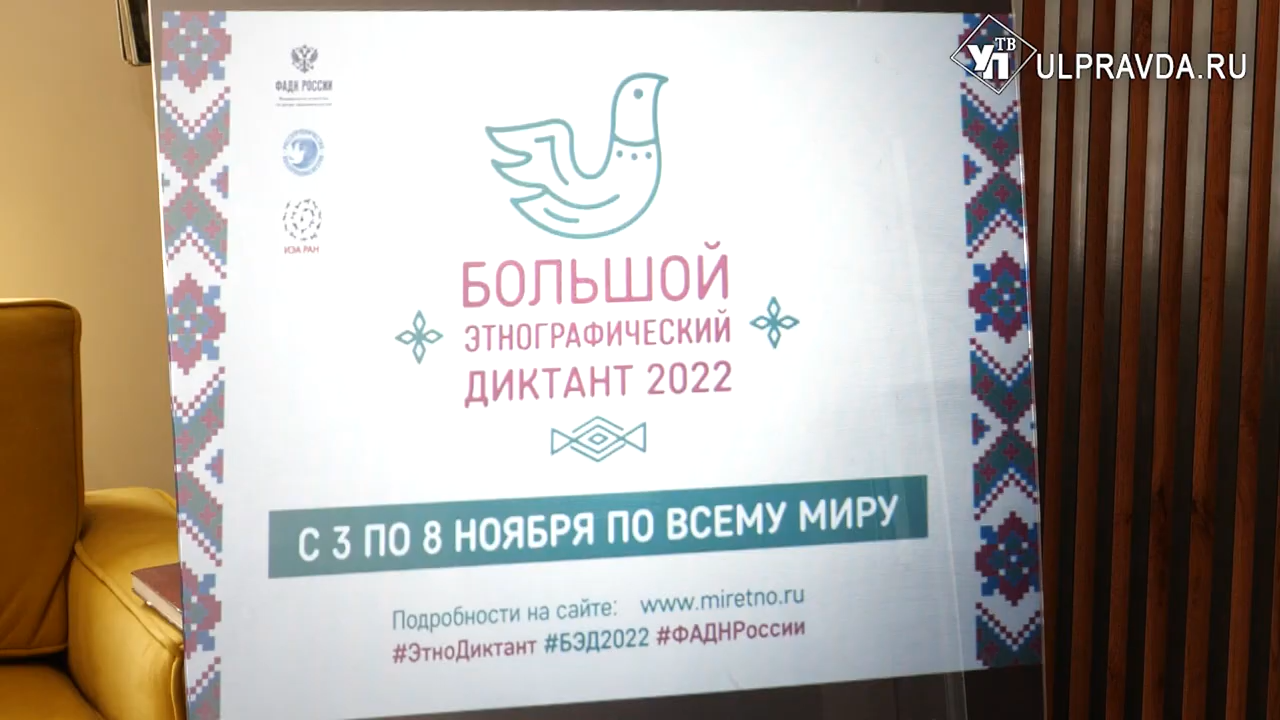 ТВ
УП
ULPRAVDA.RU
ФАДН РОССИИ
ИЭА РАН
БОЛЬШОЙ
ЭТНОГРАФИЧЕСКИЙ
ДИКТАНТ 2022
С 3 ПО 8 НОЯБРЯ ПО ВСЕМУ МИРУ
Подробности на сайте: www.miretno.ru
#ЭтноДиктант #БЭД2022 #ФАДНРоссии